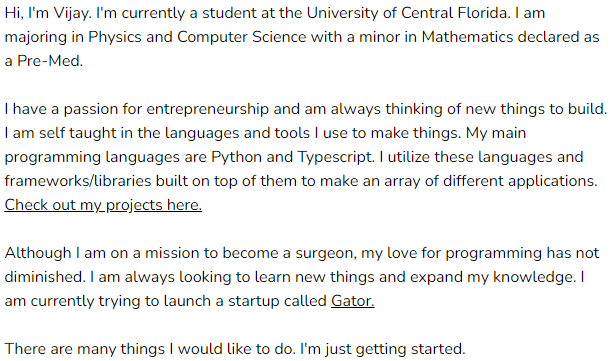 Hi, I'm Vijay. I'm currently a student at the University of Central Florida. I am
majoring in Physics and Computer Science with a minor in Mathematics declared as
a Pre-Med.
I have a passion for entrepreneurship and am always thinking of new things to build.
I am self taught in the languages and tools I use to make things. My main
programming languages are Python and Typescript. I utilize these languages and
frameworks/libraries built on top of them to make an array of different applications.
Check out my projects here.
Although I am on a mission to become a surgeon, my love for programming has not
diminished. I am always looking to learn new things and expand my knowledge. I
am currently trying to launch a startup called Gator.
There are many things I would like to do. I'm just getting started.